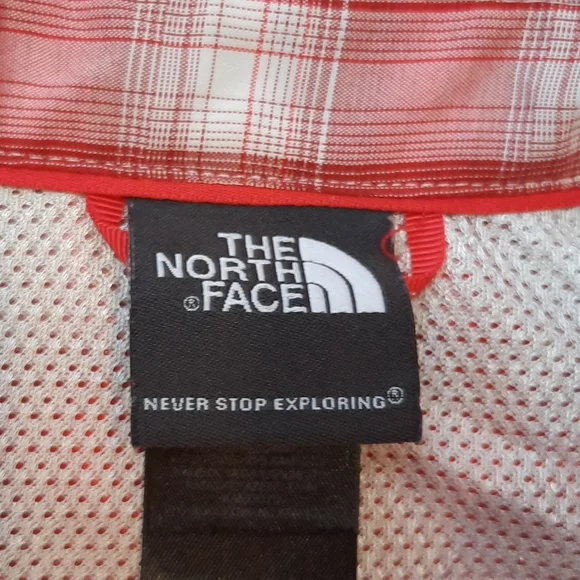 THE
NORTH
®FACE
NEVER STOP EXPLORING®